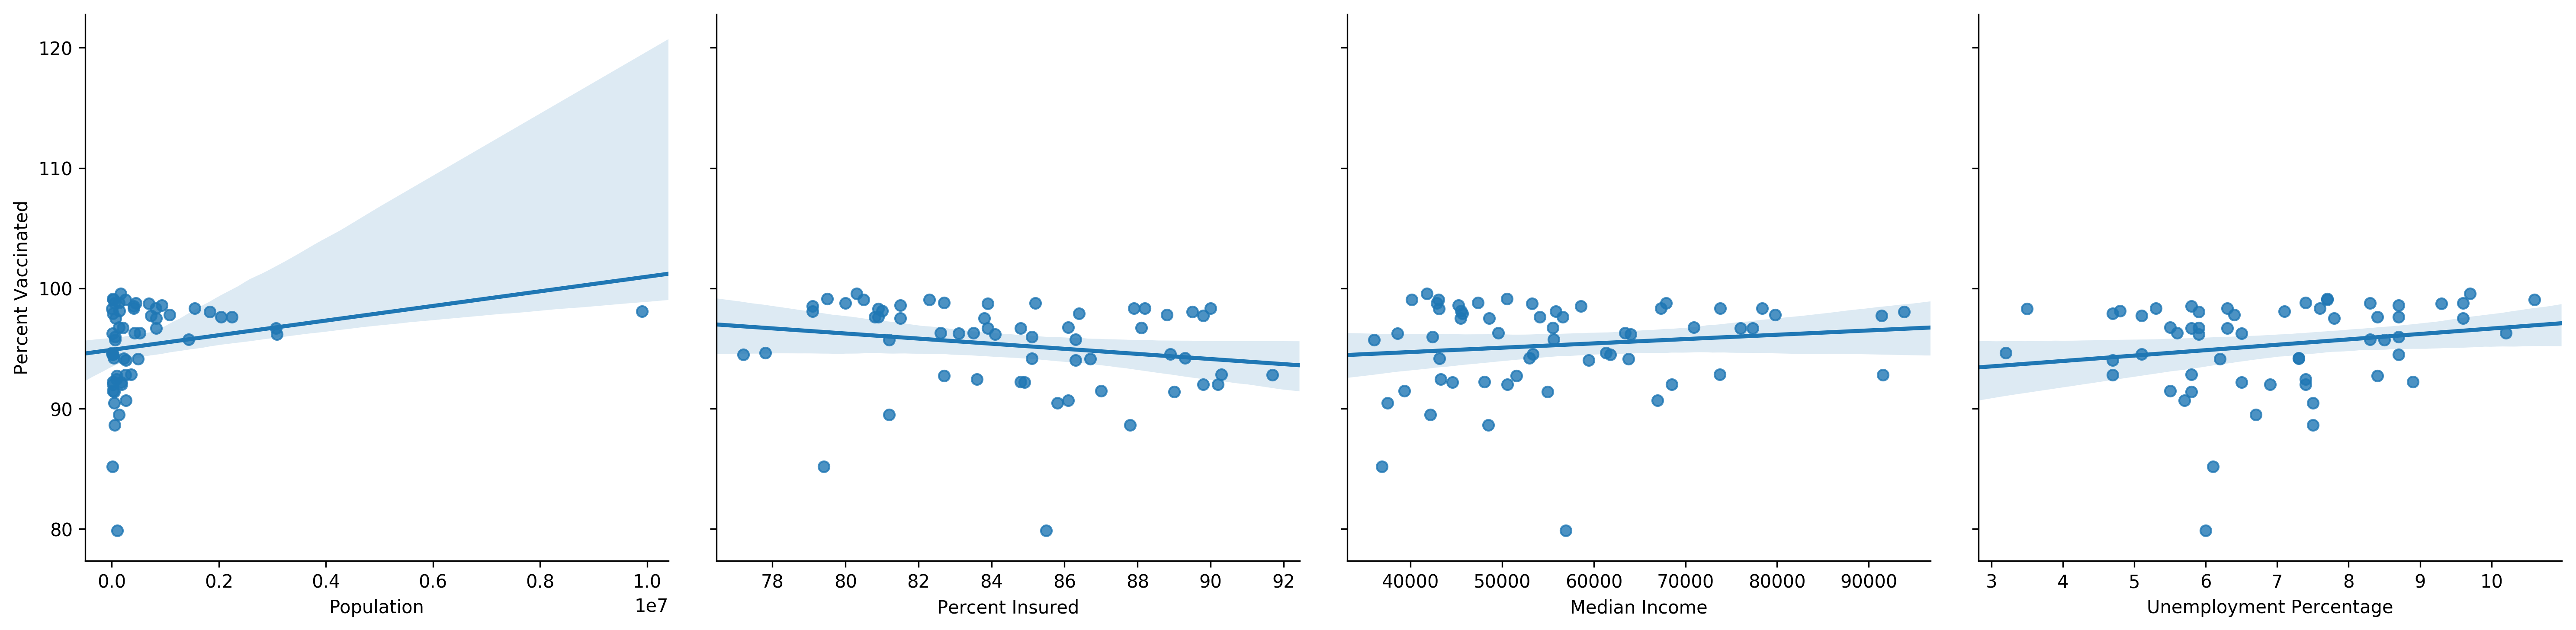 Percent Vaccinated
120
110
100
90
80
0.0 0.2 0.4 0.6 0.8 1.0
1e7
Population
78 80 82 84 86 88 90 92
Percent Insured
40000 50000 60000 70000 80000 90000
Median Income
3 4 5 6 7 8 9 10
Unemployment Percentage